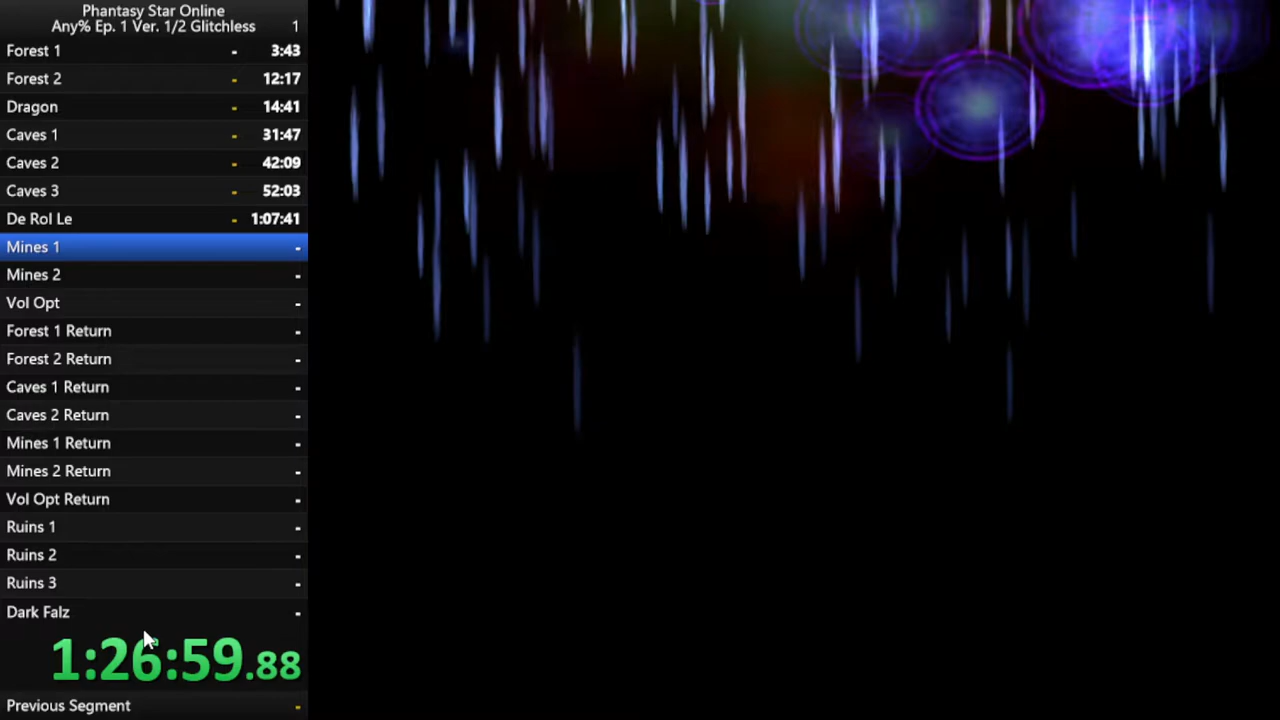 Phantasy Star Online
Any% Ep. 1 Ver. 1/2 Glitchless 1
Forest 1 - 3:43
Forest 2 - 12:17
Dragon - 14:41
Caves 1 - 31:47
Caves 2 - 42:09
Caves 3 - 52:03
De Rol Le - 1:07:41
Mines 1 -
Mines 2 -
Vol Opt -
Forest 1 Return -
Forest 2 Return -
Caves 1 Return -
Caves 2 Return -
Mines 1 Return -
Mines 2 Return -
Vol Opt Return -
Ruins 1 -
Ruins 2 -
Ruins 3 -
Dark Falz -
1:26:59.88
Previous Segment -